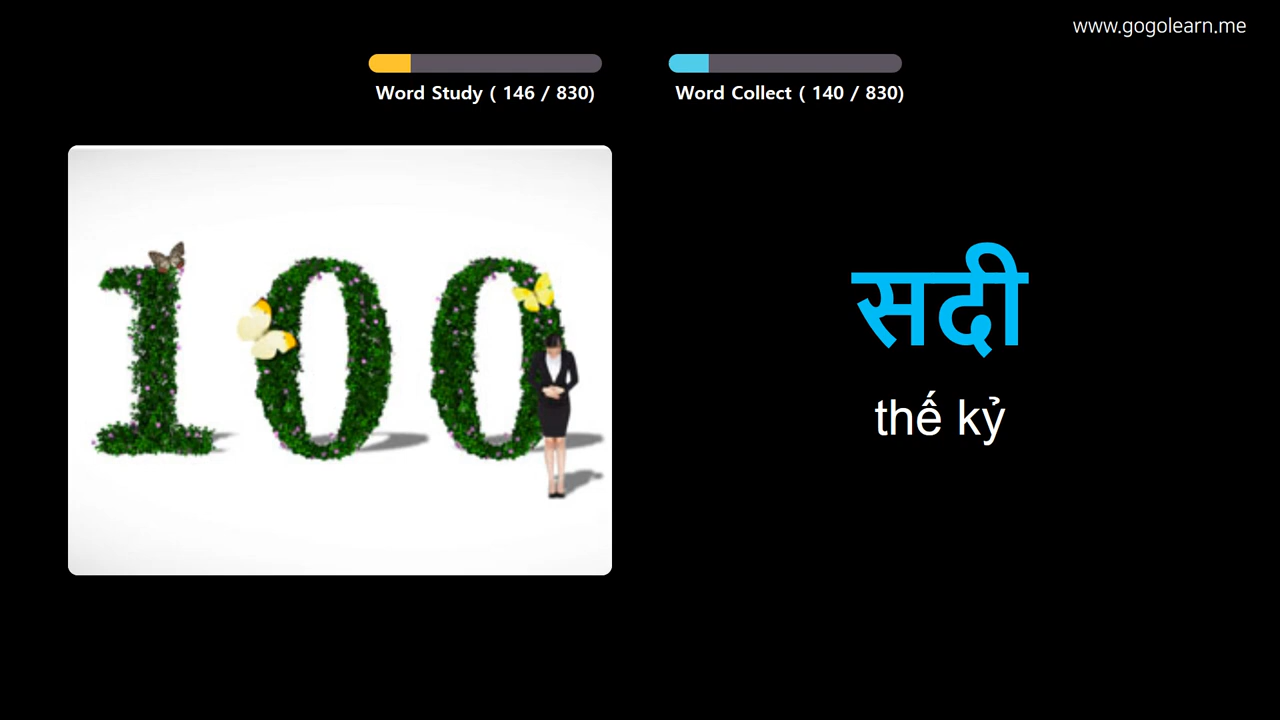 www.gogolearn.me
Word Study ( 146 / 830)
Word Collect ( 140 / 830)
100
सदी
thế kỷ